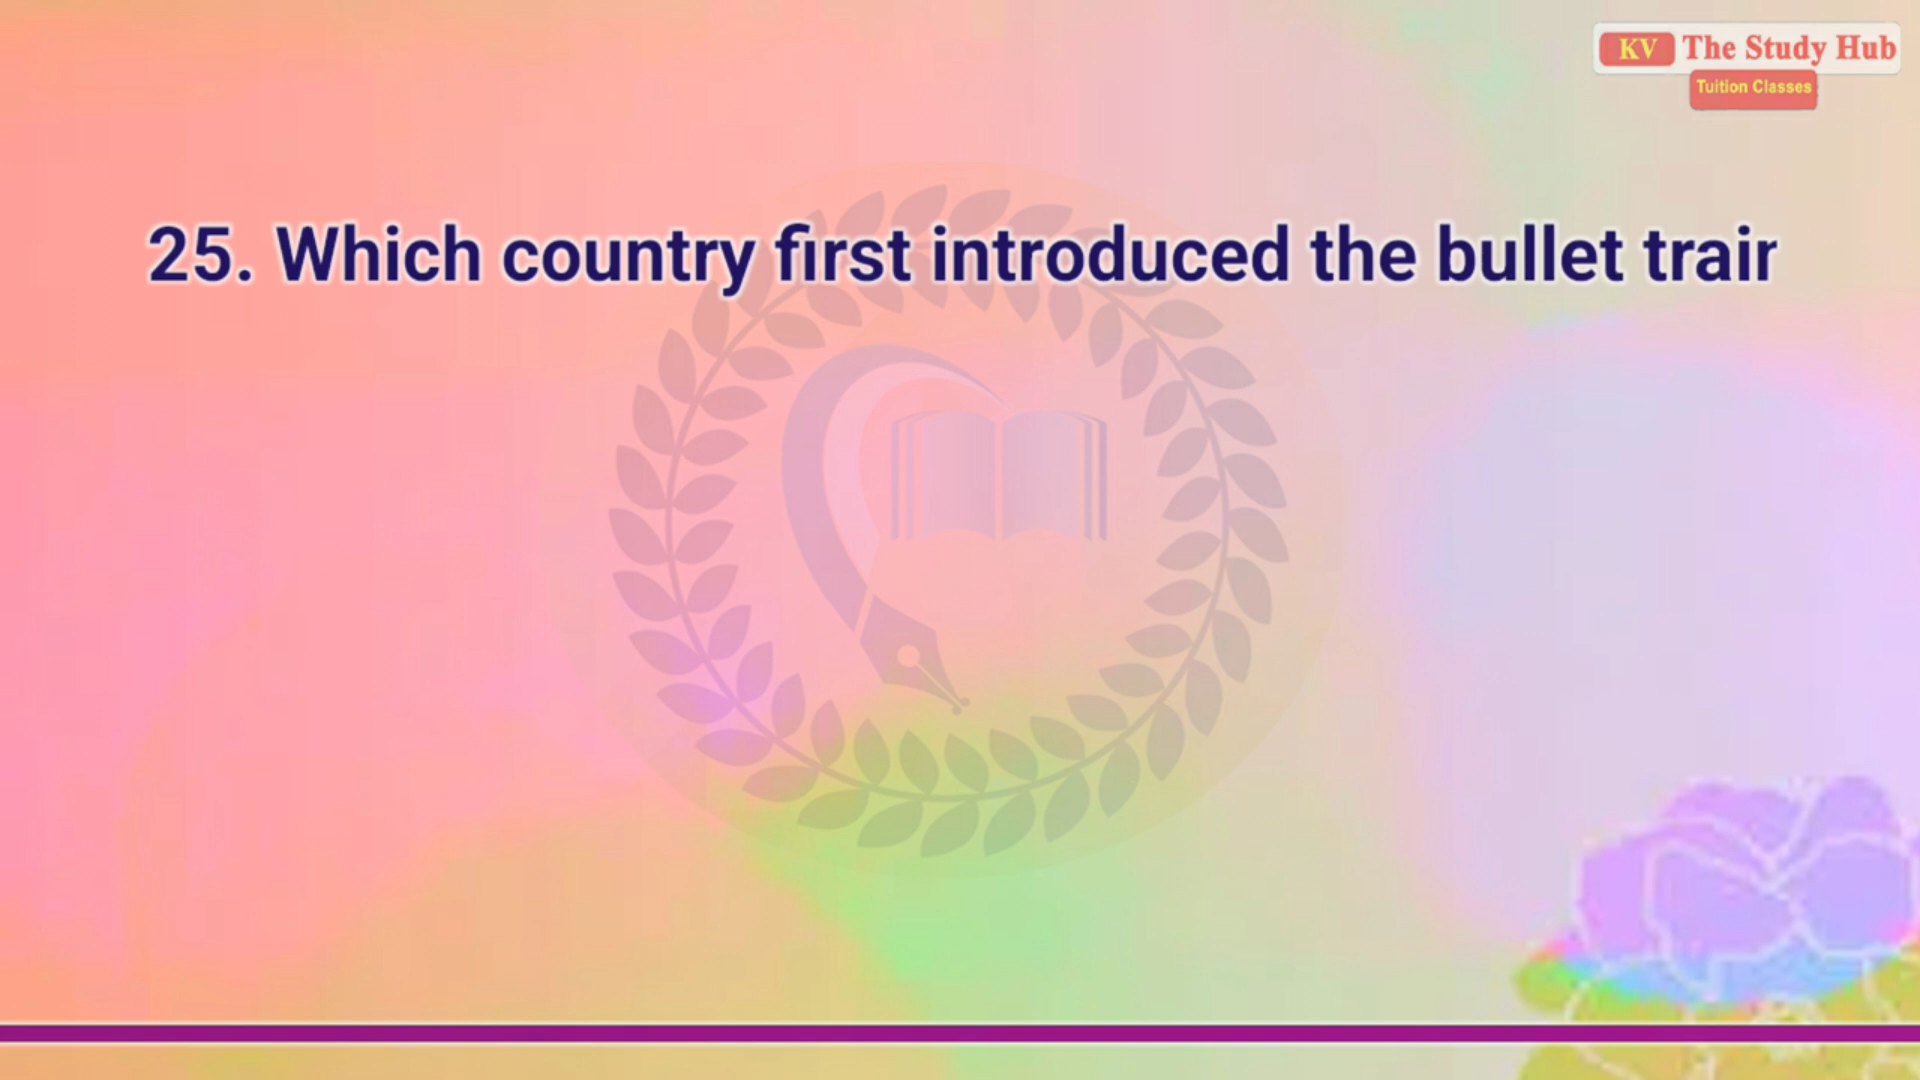 KV The Study Hub
Tuition Classes
25. Which country first introduced the bullet trair